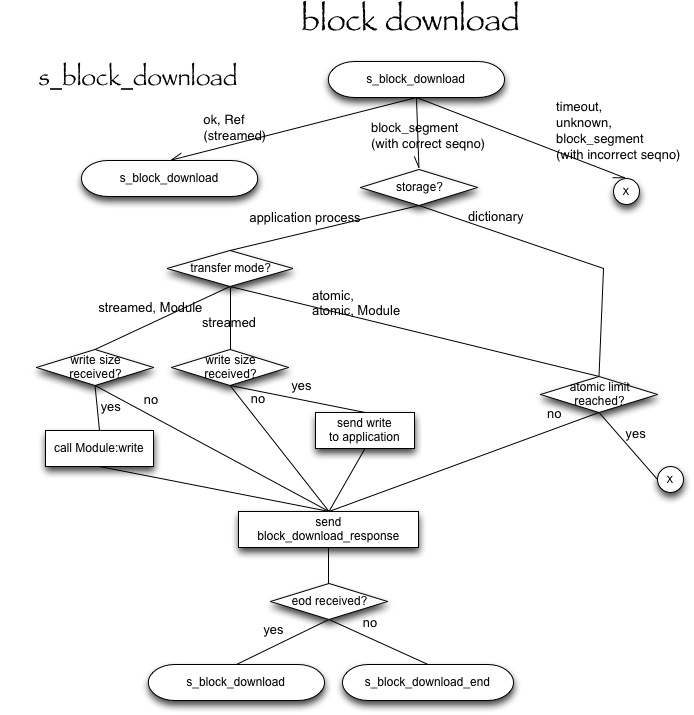 block download
s_block_download
s_block_download
ok, Ref
(streamed)
block_segment
(with correct seqno)
timeout,
unknown,
block_segment
(with incorrect seqno)
s_block_download
storage?
x
application process
dictionary
transfer mode?
streamed, Module
streamed
atomic,
atomic, Module
write size
received?
write size
received?
atomic limit
reached?
yes
no
no
yes
no
yes
call Module:write
send write
to application
x
send
block_download_response
eod received?
yes
no
s_block_download
s_block_download_end